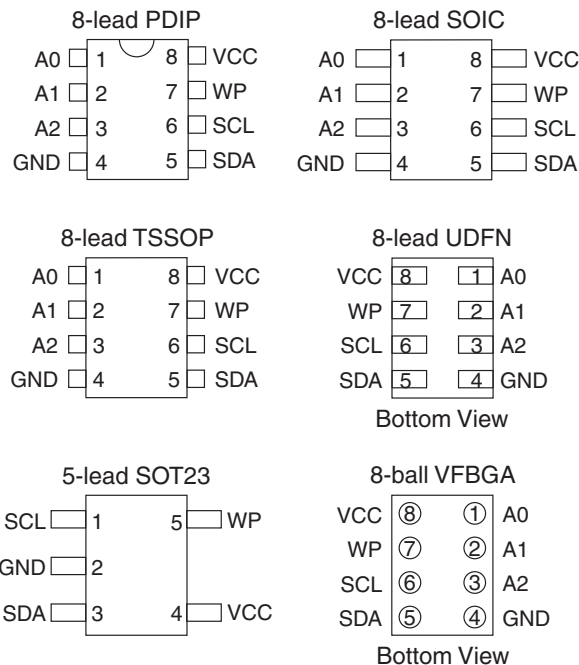 8-lead PDIP
A0 1 8 VCC
A1 2 7 WP
A2 3 6 SCL
GND 4 5 SDA
8-lead SOIC
A0 1 8 VCC
A1 2 7 WP
A2 3 6 SCL
GND 4 5 SDA
8-lead TSSOP
A0 1 8 VCC
A1 2 7 WP
A2 3 6 SCL
GND 4 5 SDA
8-lead UDFN
VCC 8 1 A0
WP 7 2 A1
SCL 6 3 A2
SDA 5 4 GND
Bottom View
5-lead SOT23
SCL 1 5 WP
GND 2
SDA 3 4 VCC
8-ball VFBGA
VCC 8 1 A0
WP 7 2 A1
SCL 6 3 A2
SDA 5 4 GND
Bottom View